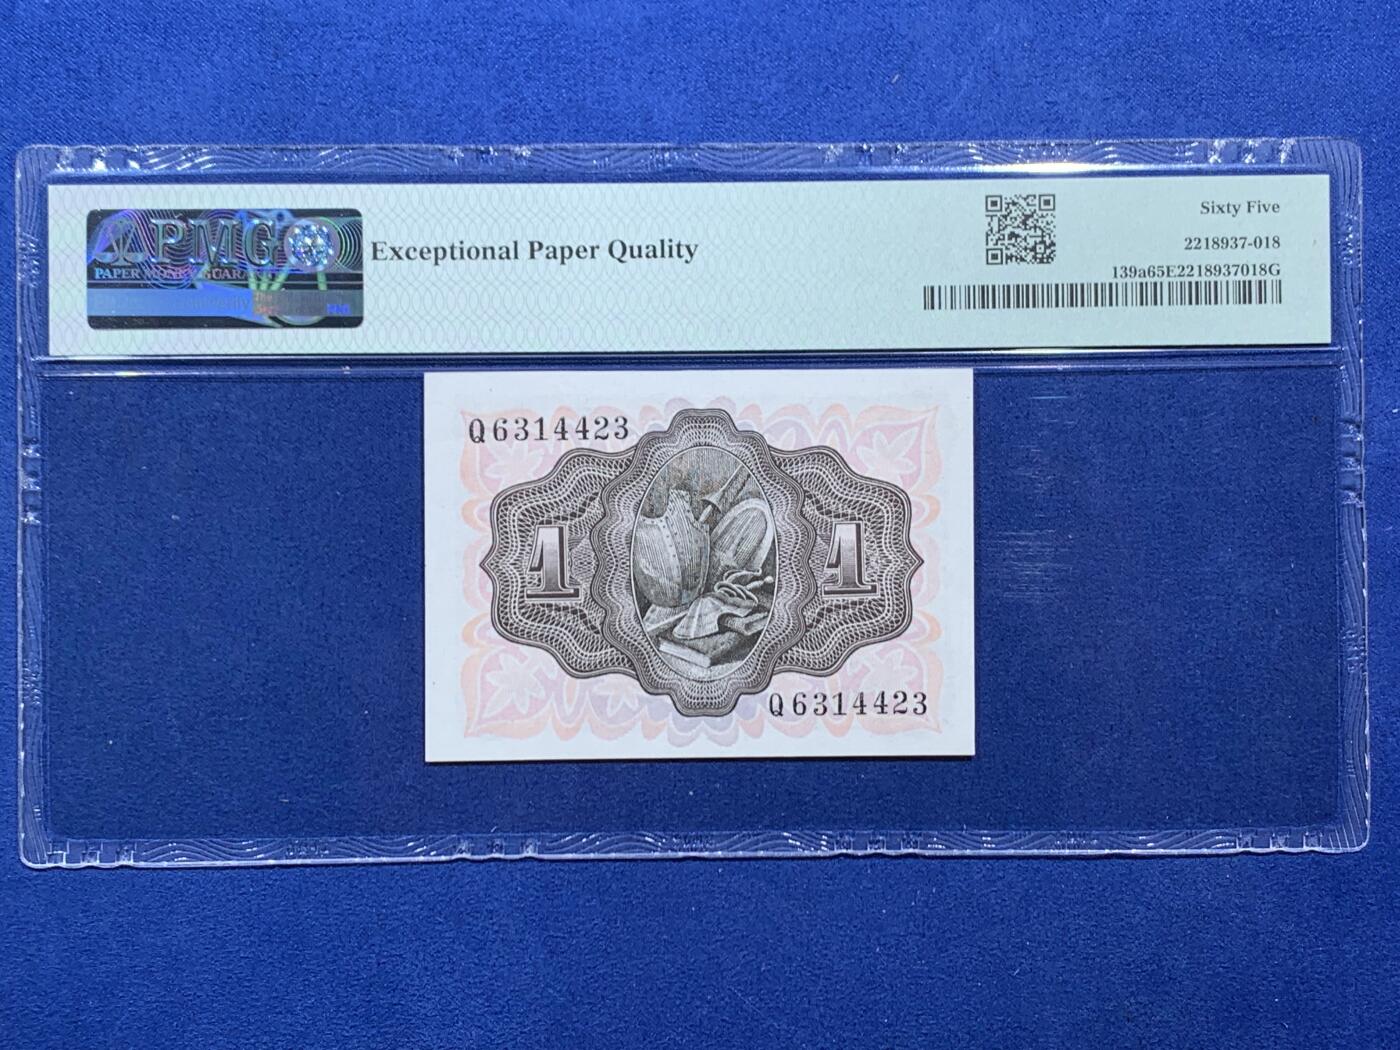 PMG
PAPER MONEY GUARANTY
Exceptional Paper Quality
Sixty Five
2218937-018
139a65E2218937018G
Q6314423
1 1
Q6314423